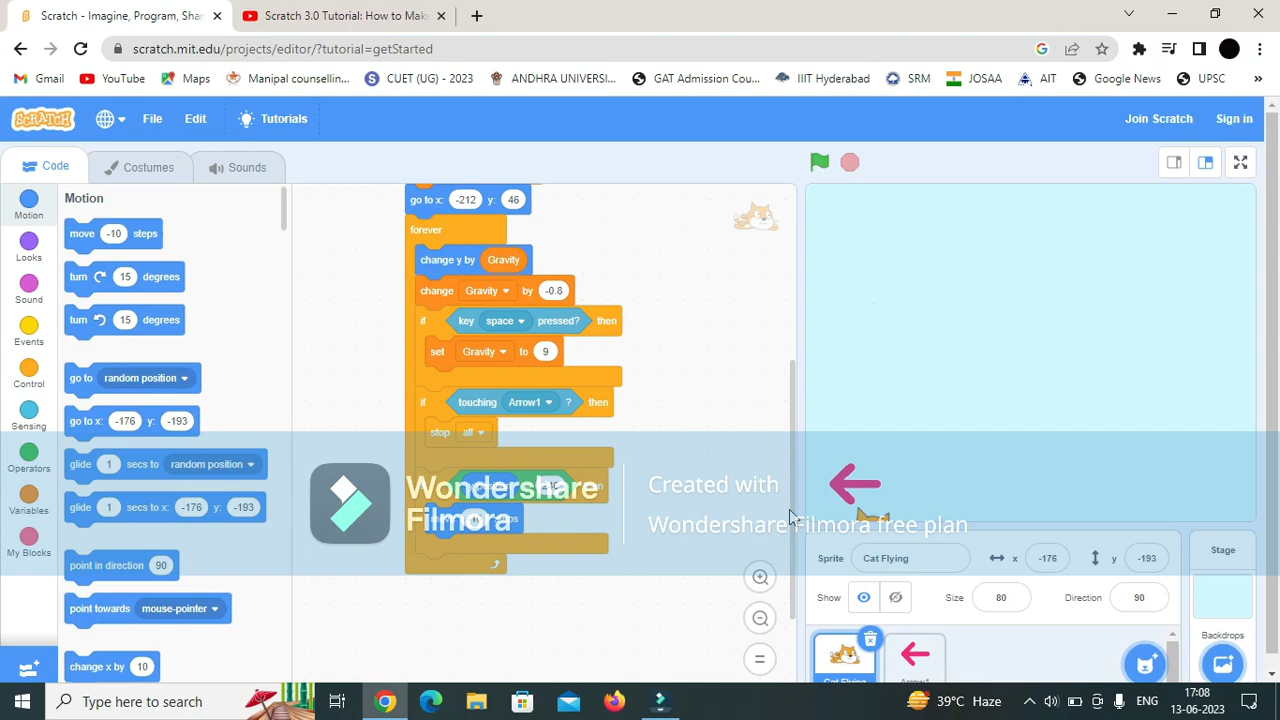 Scratch - Imagine, Program, Shar
Scratch 3.0 Tutorial: How to Make
scratch.mit.edu/projects/editor/?tutorial=getStarted
Gmail
YouTube
Maps
Manipal counsellin...
CUET (UG) - 2023
ANDHRA UNIVERSI...
GAT Admission Cou...
IIIT Hyderabad
SRM
JOSAA
AIT
Google News
UPSC
SCRATCH
File
Edit
Tutorials
Join Scratch
Sign in
Code
Costumes
Sounds
Motion
Looks
Sound
Events
Control
Sensing
Operators
Variables
My Blocks
Motion
move -10 steps
turn 15 degrees
turn 15 degrees
go to random position
go to x: -176 y: -193
glide 1 secs to random position
glide 1 secs to x: -176 y: -193
point in direction 90
point towards mouse-pointer
change x by 10
go to x: -212 y: 46
forever
change y by Gravity
change Gravity by -0.8
if key space pressed? then
set Gravity to 9
if touching Arrow1 ? then
stop all
Wondershare
Filmora
Created with
Wondershare Filmora free plan
Sprite
Cat Flying
x
-176
y
-193
Show
Size
80
Direction
90
Cat Flying
Arrow1
Stage
Backdrops
Type here to search
39°C Haze
ENG
17:08
13-06-2023